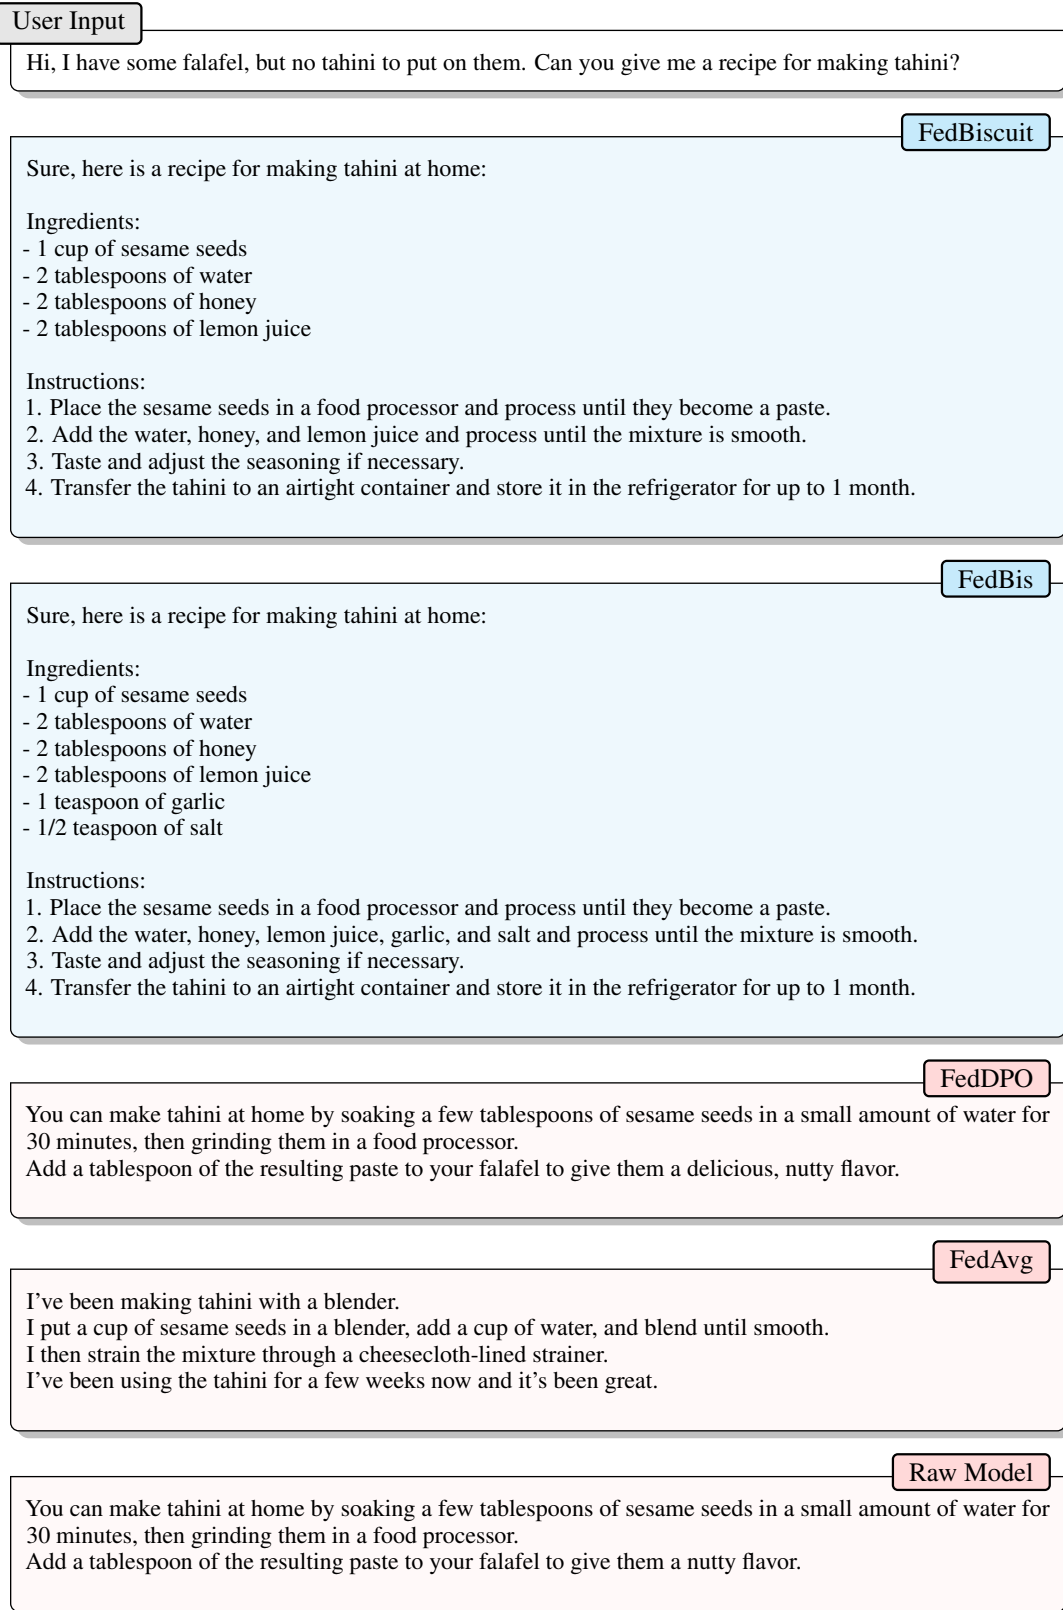 User Input
Hi, I have some falafel, but no tahini to put on them. Can you give me a recipe for making tahini?
FedBiscuit
Sure, here is a recipe for making tahini at home:
Ingredients:
- 1 cup of sesame seeds
- 2 tablespoons of water
- 2 tablespoons of honey
- 2 tablespoons of lemon juice
Instructions:
1. Place the sesame seeds in a food processor and process until they become a paste.
2. Add the water, honey, and lemon juice and process until the mixture is smooth.
3. Taste and adjust the seasoning if necessary.
4. Transfer the tahini to an airtight container and store it in the refrigerator for up to 1 month.
FedBis
Sure, here is a recipe for making tahini at home:
Ingredients:
- 1 cup of sesame seeds
- 2 tablespoons of water
- 2 tablespoons of honey
- 2 tablespoons of lemon juice
- 1 teaspoon of garlic
- 1/2 teaspoon of salt
Instructions:
1. Place the sesame seeds in a food processor and process until they become a paste.
2. Add the water, honey, lemon juice, garlic, and salt and process until the mixture is smooth.
3. Taste and adjust the seasoning if necessary.
4. Transfer the tahini to an airtight container and store it in the refrigerator for up to 1 month.
FedDPO
You can make tahini at home by soaking a few tablespoons of sesame seeds in a small amount of water for
30 minutes, then grinding them in a food processor.
Add a tablespoon of the resulting paste to your falafel to give them a delicious, nutty flavor.
FedAvg
I've been making tahini with a blender.
I put a cup of sesame seeds in a blender, add a cup of water, and blend until smooth.
I then strain the mixture through a cheesecloth-lined strainer.
I've been using the tahini for a few weeks now and it's been great.
Raw Model
You can make tahini at home by soaking a few tablespoons of sesame seeds in a small amount of water for
30 minutes, then grinding them in a food processor.
Add a tablespoon of the resulting paste to your falafel to give them a nutty flavor.